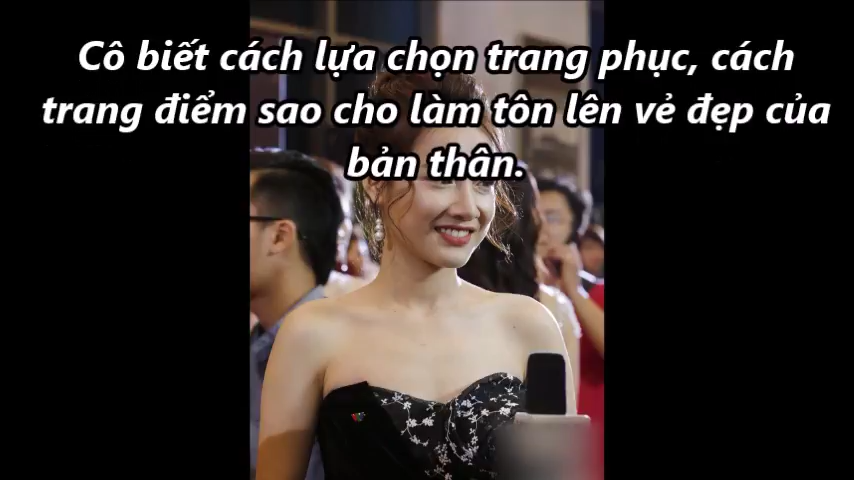 Cô biết cách lựa chọn trang phục, cách
trang điểm sao cho làm tôn lên vẻ đẹp của
bản thân.